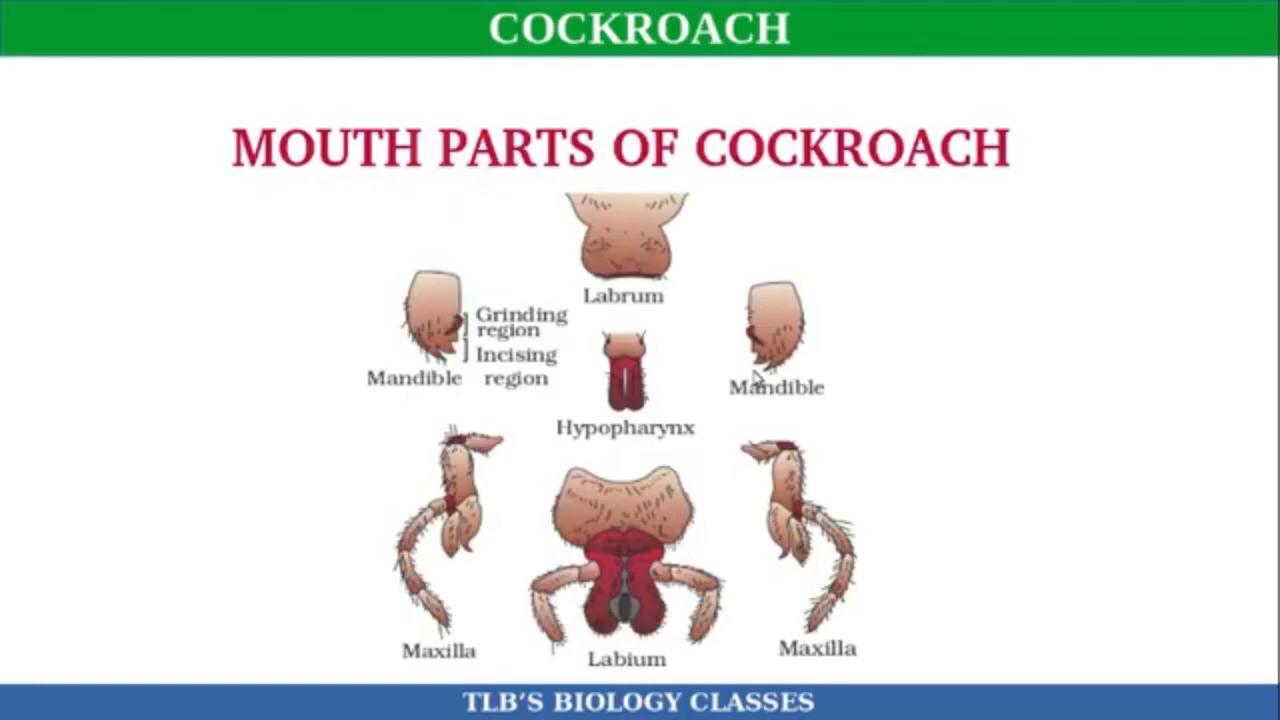 COCKROACH
MOUTH PARTS OF COCKROACH
Labrum
Grinding
region
Incising
region
Mandible
Mandible
Hypopharynx
Maxilla
Labium
Maxilla
TLB'S BIOLOGY CLASSES